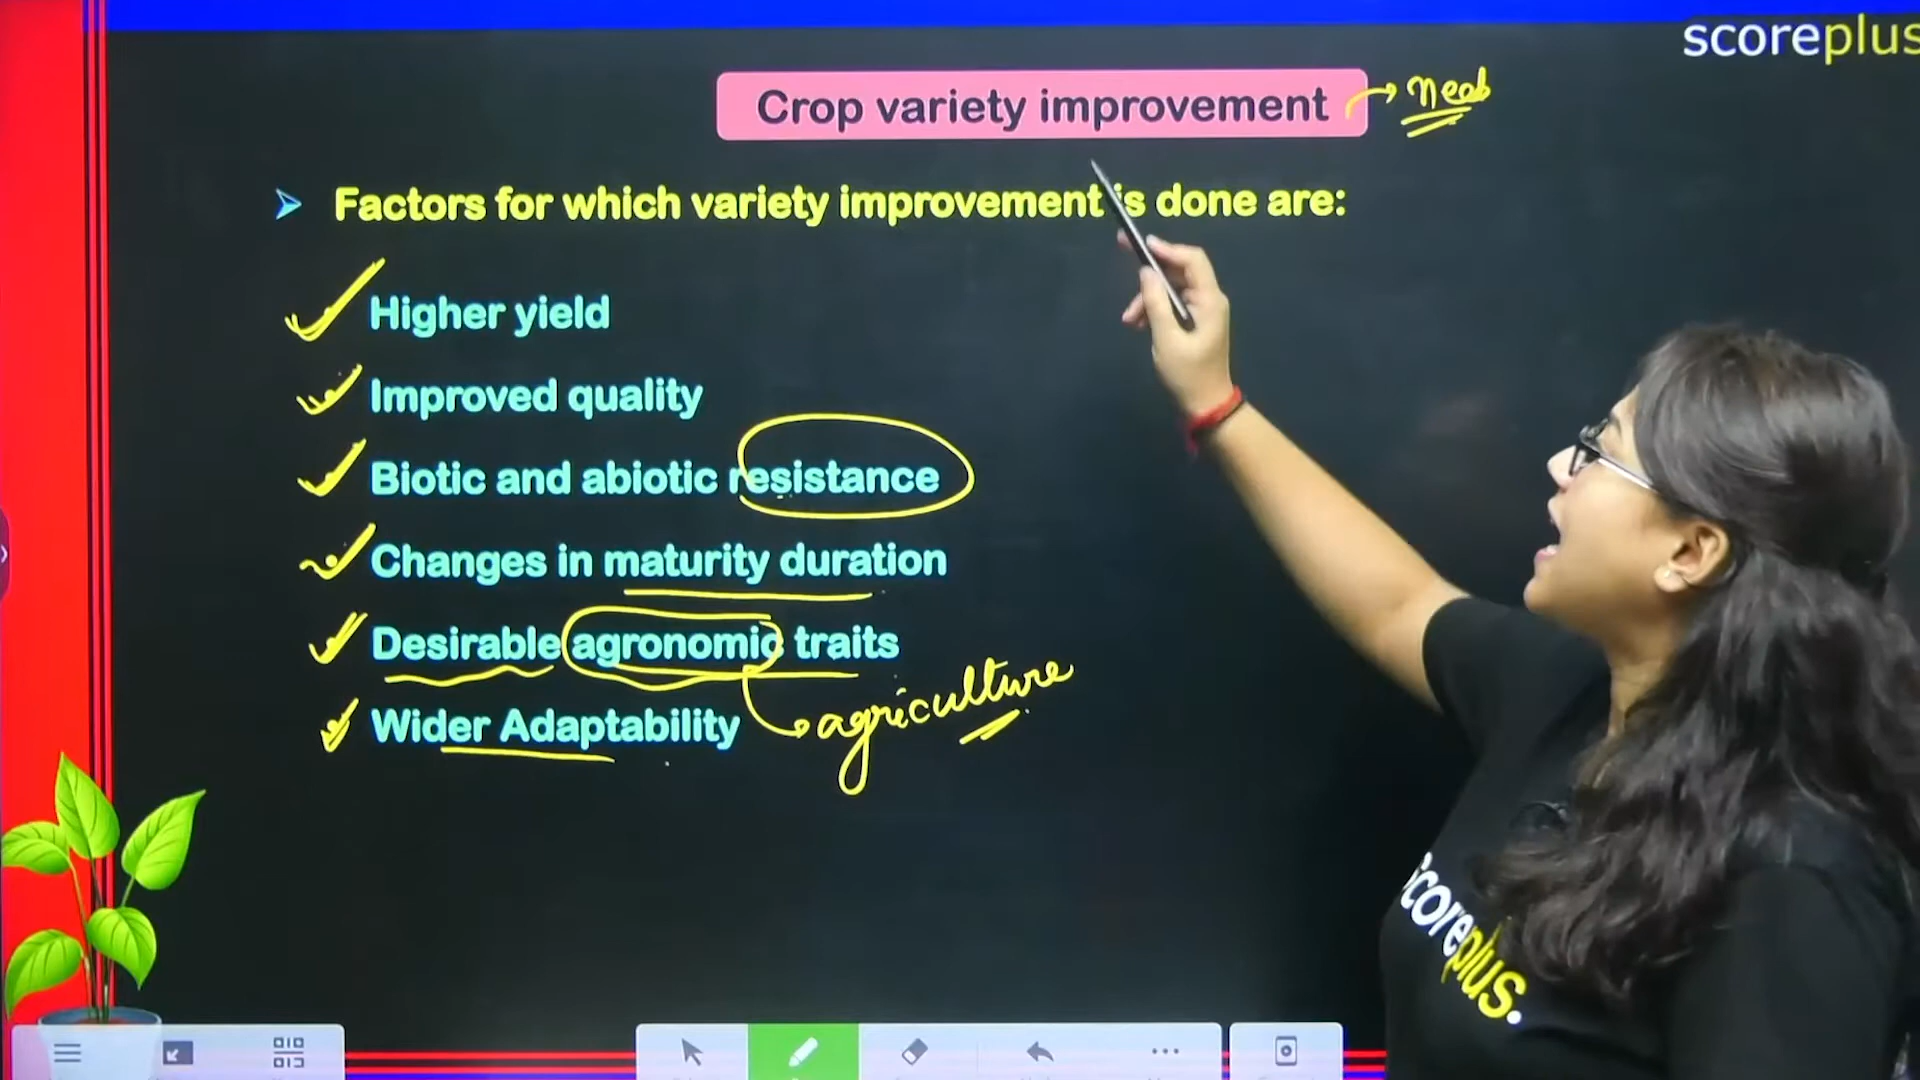 scoreplus
Crop variety improvement
need
Factors for which variety improvement is done are:
Higher yield
Improved quality
Biotic and abiotic resistance
Changes in maturity duration
Desirable agronomic traits
agriculture
Wider Adaptability
scoreplus.